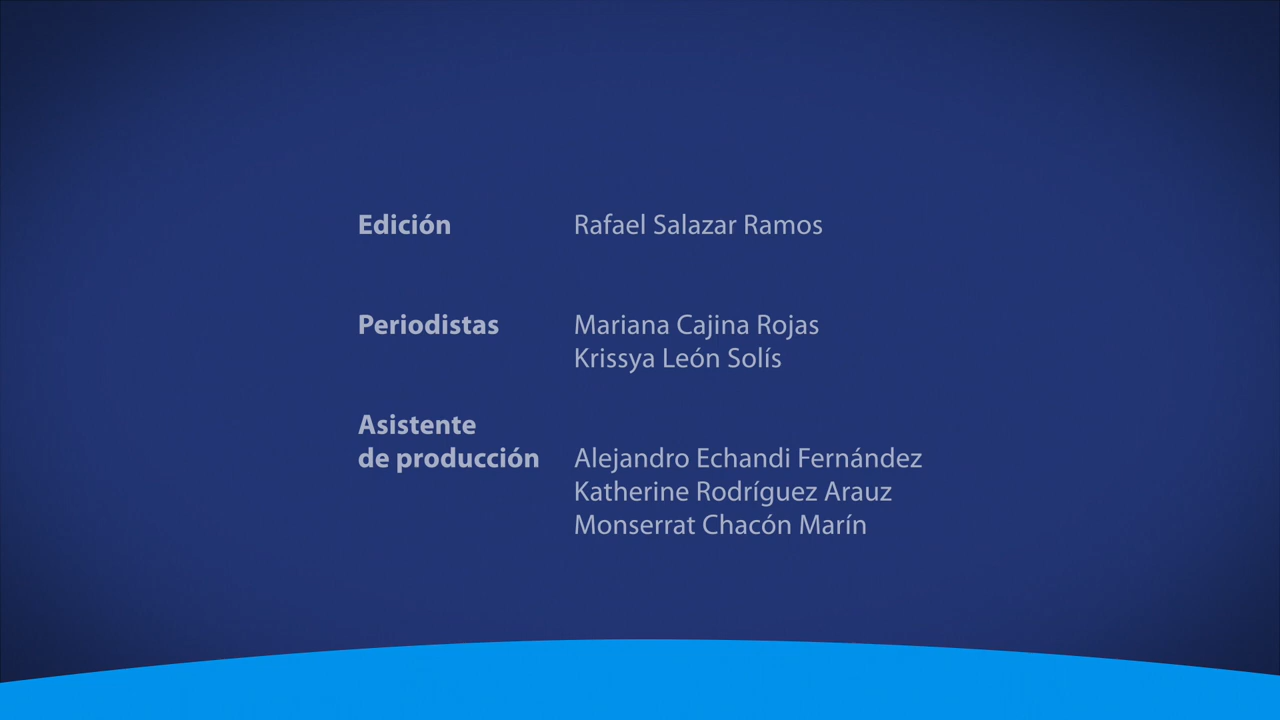 Edición Rafael Salazar Ramos
Periodistas Mariana Cajina Rojas
Krissya León Solís
Asistente
de producción Alejandro Echandi Fernández
Katherine Rodríguez Arauz
Monserrat Chacón Marín